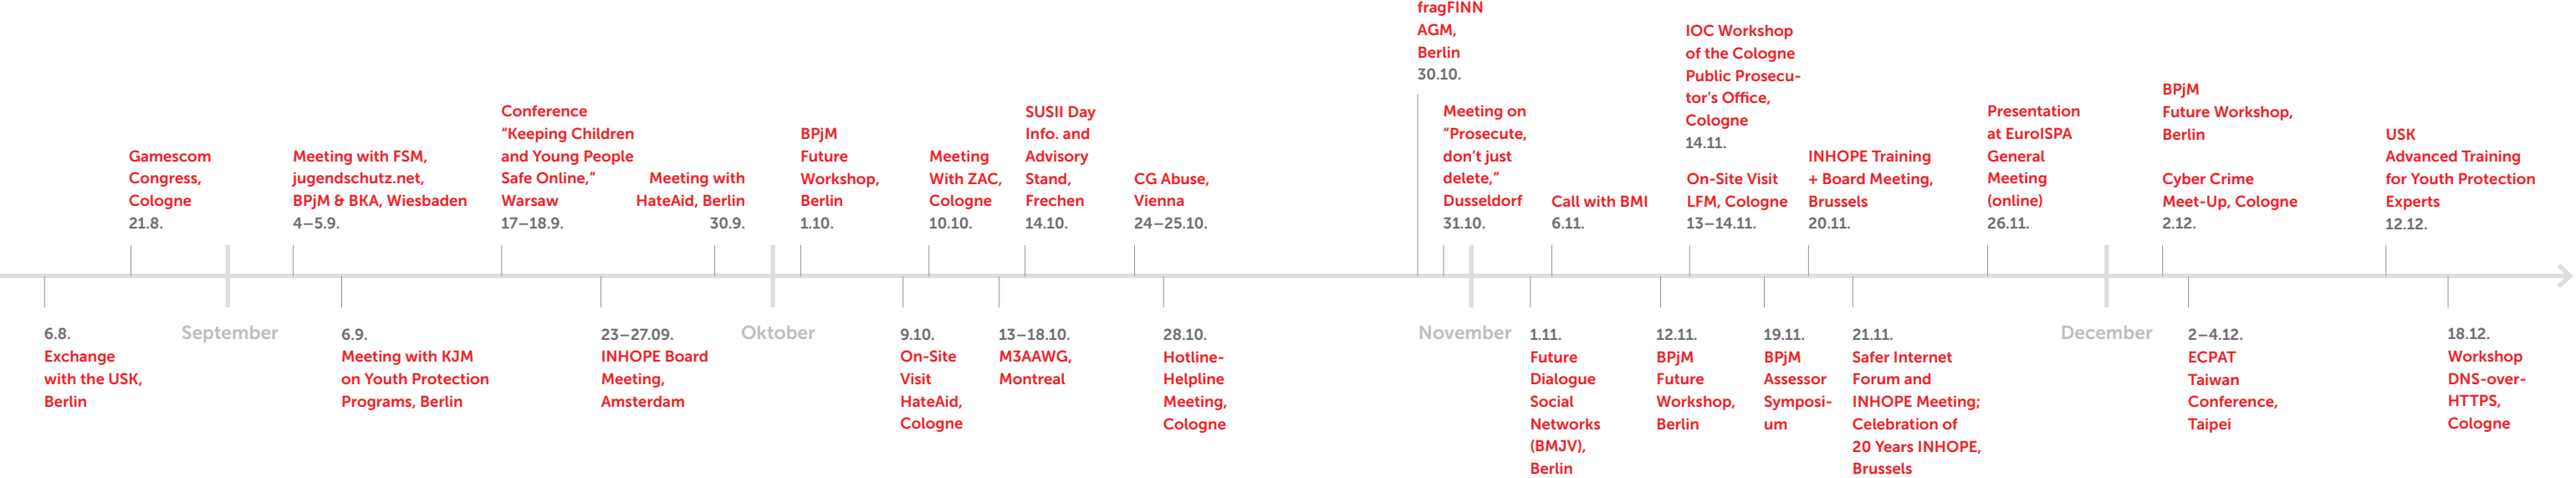 fragFINN
AGM,
Berlin
30.10.
IOC Workshop
of the Cologne
Public Prosecu-
tor's Office,
Cologne
14.11.
Gamescom
Congress,
Cologne
21.8.
Meeting with FSM,
jugendschutz.net,
BPjM & BKA, Wiesbaden
4–5.9.
Conference
"Keeping Children
and Young People
Safe Online,"
Warsaw
17–18.9.
Meeting with
HateAid, Berlin
30.9.
BPjM
Future
Workshop,
Berlin
1.10.
Meeting
With ZAC,
Cologne
10.10.
SUSII Day
Info. and
Advisory
Stand,
Frechen
14.10.
CG Abuse,
Vienna
24–25.10.
Meeting on
"Prosecute,
don't just
delete,"
Dusseldorf
31.10.
Call with BMI
6.11.
On-Site Visit
LFM, Cologne
13–14.11.
INHOPE Training
+ Board Meeting,
Brussels
20.11.
Presentation
at EuroISPA
General
Meeting
(online)
26.11.
BPjM
Future Workshop,
Berlin
Cyber Crime
Meet-Up, Cologne
2.12.
USK
Advanced Training
for Youth Protection
Experts
12.12.
6.8.
Exchange
with the USK,
Berlin
September
6.9.
Meeting with KJM
on Youth Protection
Programs, Berlin
23–27.09.
INHOPE Board
Meeting,
Amsterdam
Oktober
9.10.
On-Site
Visit
HateAid,
Cologne
13–18.10.
M3AAWG,
Montreal
28.10.
Hotline-
Helpline
Meeting,
Cologne
November
1.11.
Future
Dialogue
Social
Networks
(BMJV),
Berlin
12.11.
BPjM
Future
Workshop,
Berlin
19.11.
BPjM
Assessor
Symposi-
um
21.11.
Safer Internet
Forum and
INHOPE Meeting;
Celebration of
20 Years INHOPE,
Brussels
December
2–4.12.
ECPAT
Taiwan
Conference,
Taipei
18.12.
Workshop
DNS-over-
HTTPS,
Cologne